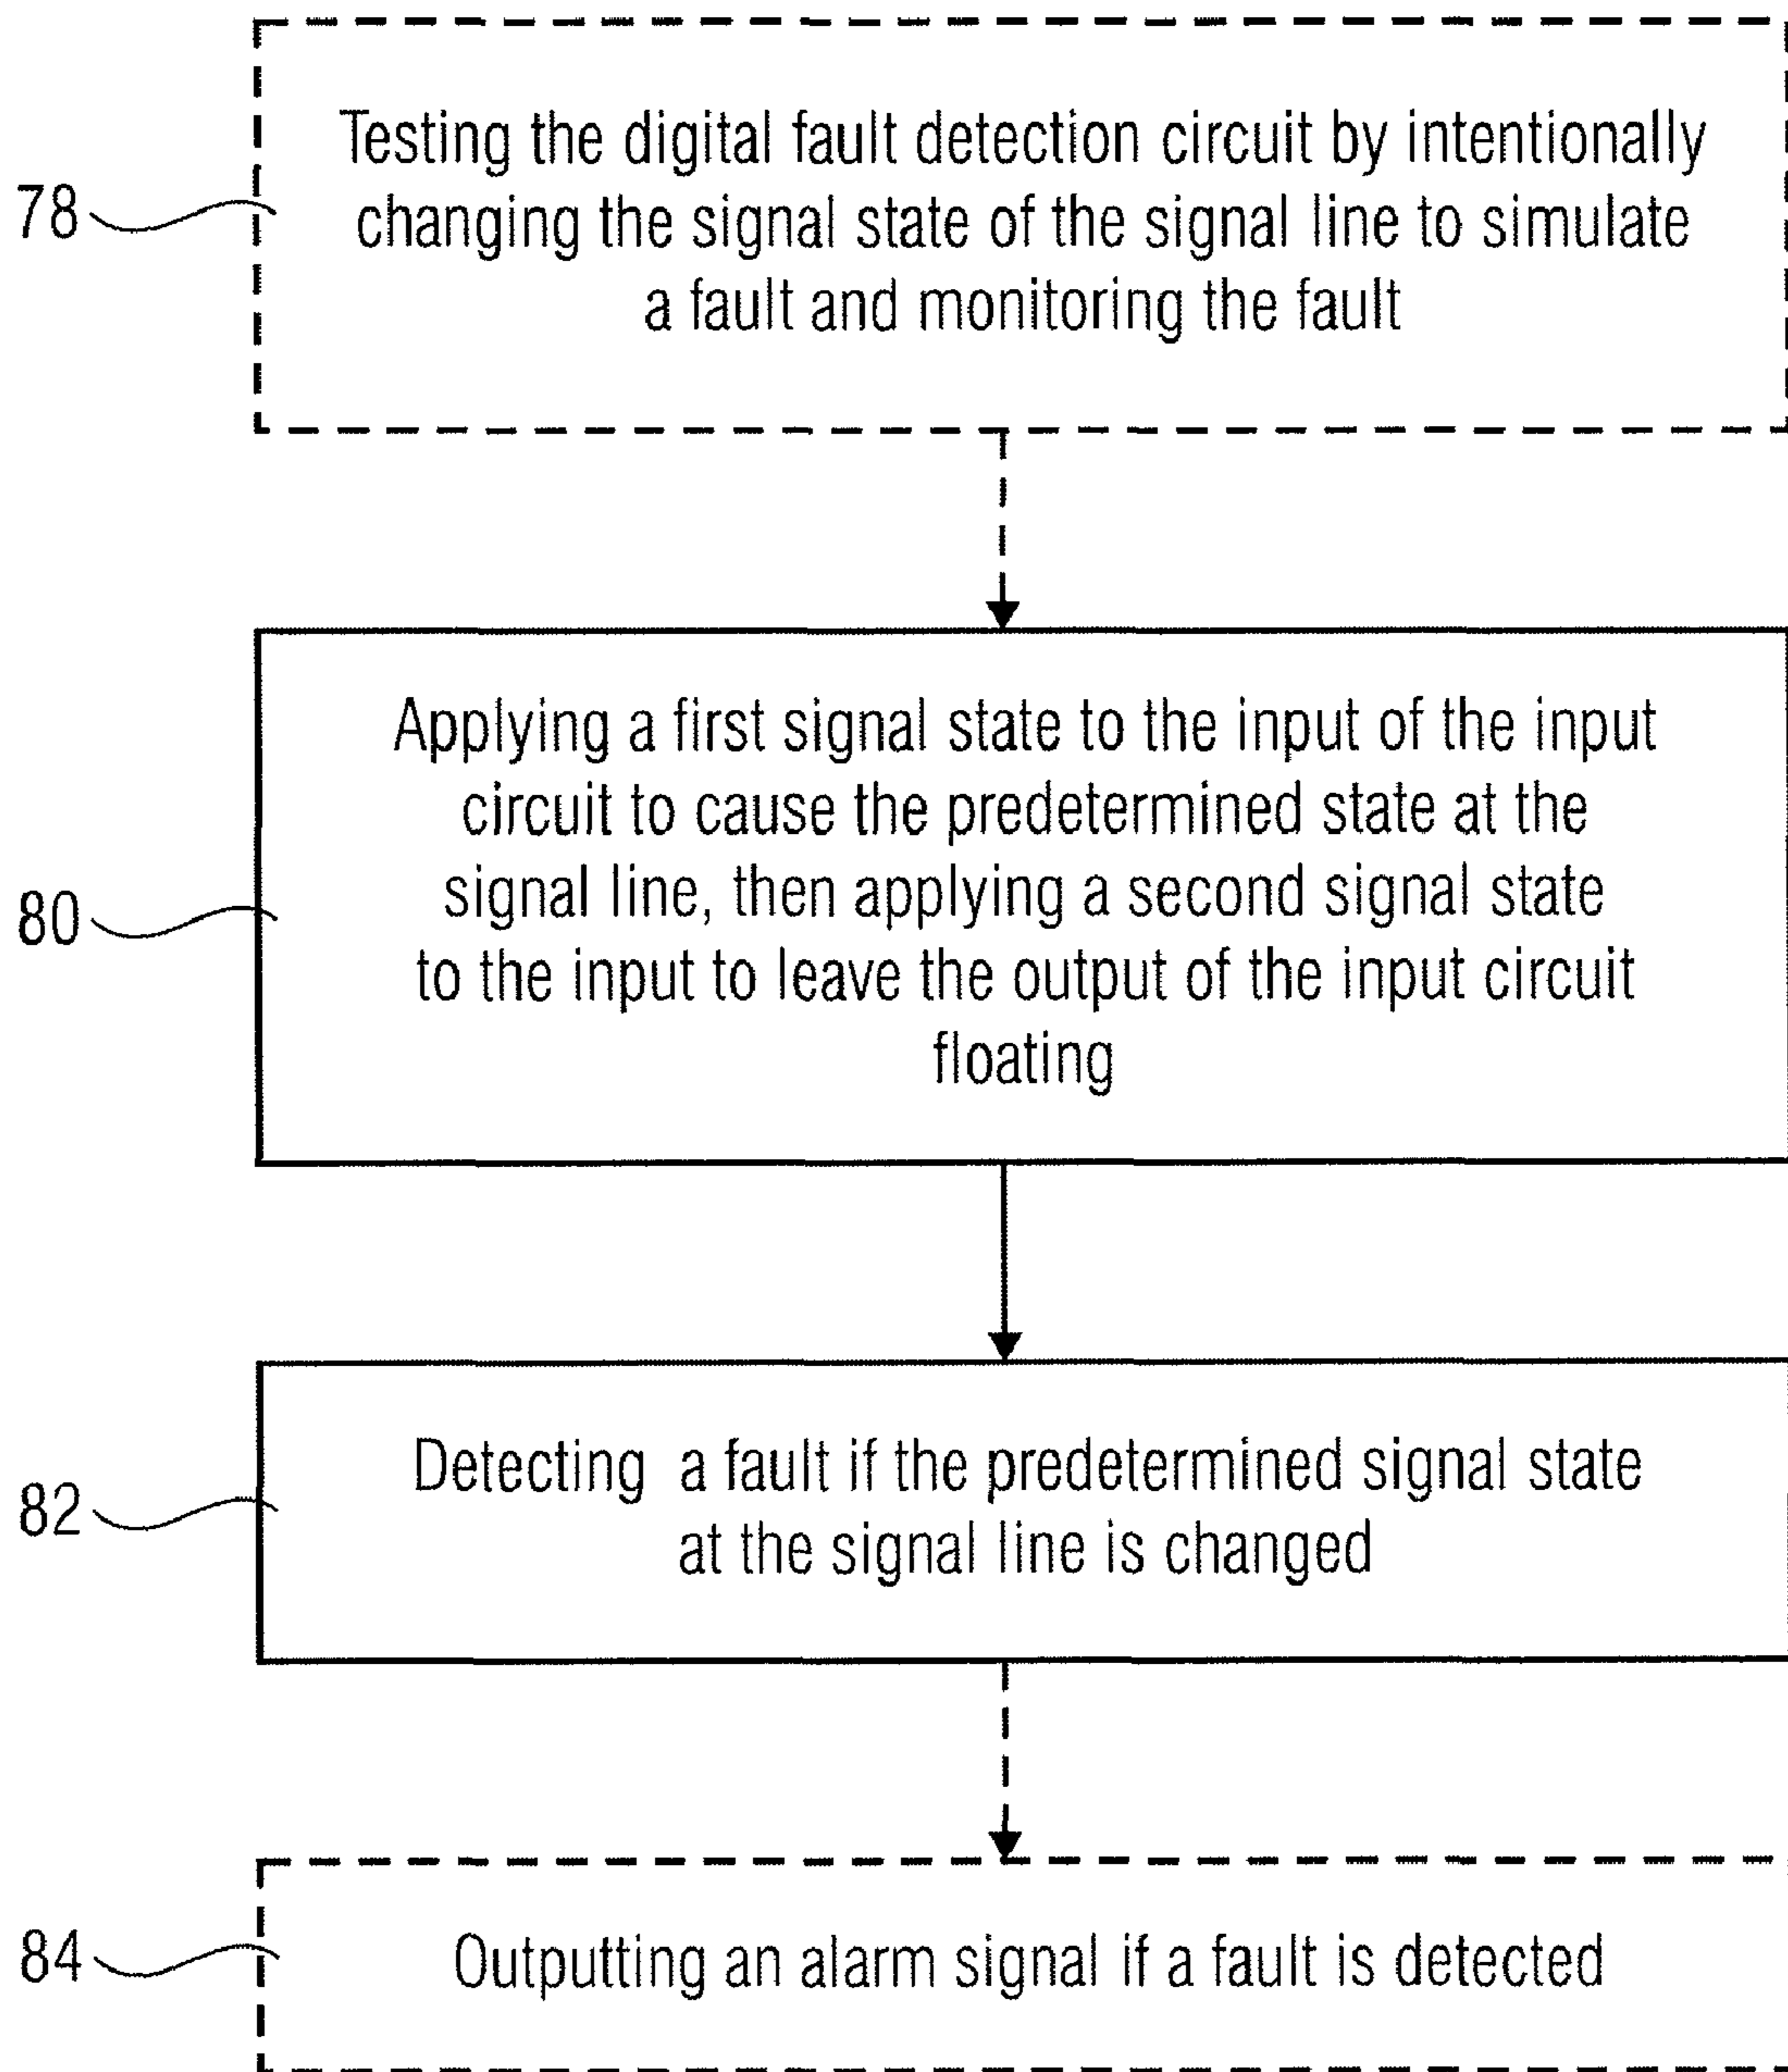 Testing the digital fault detection circuit by intentionally
changing the signal state of the signal line to simulate
a fault and monitoring the fault
78
Applying a first signal state to the input of the input
circuit to cause the predetermined state at the
signal line, then applying a second signal state
to the input to leave the output of the input circuit
floating
80
Detecting a fault if the predetermined signal state
at the signal line is changed
82
Outputting an alarm signal if a fault is detected
84